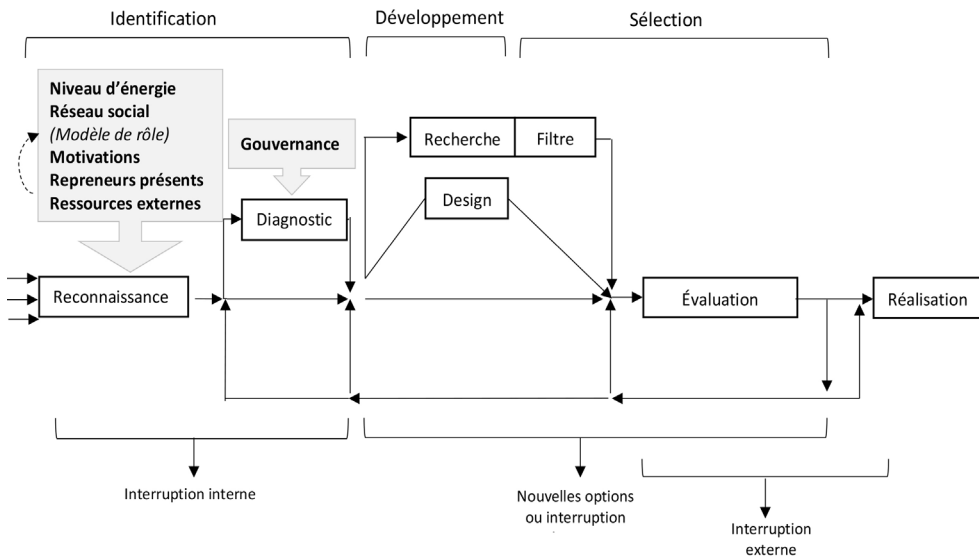 Identification
Développement
Sélection
Niveau d'énergie
Réseau social
(Modèle de rôle)
Motivations
Repreneurs présents
Ressources externes
Gouvernance
Recherche
Filtre
Design
Diagnostic
Reconnaissance
Évaluation
Réalisation
Interruption interne
Nouvelles options
ou interruption
Interruption
externe